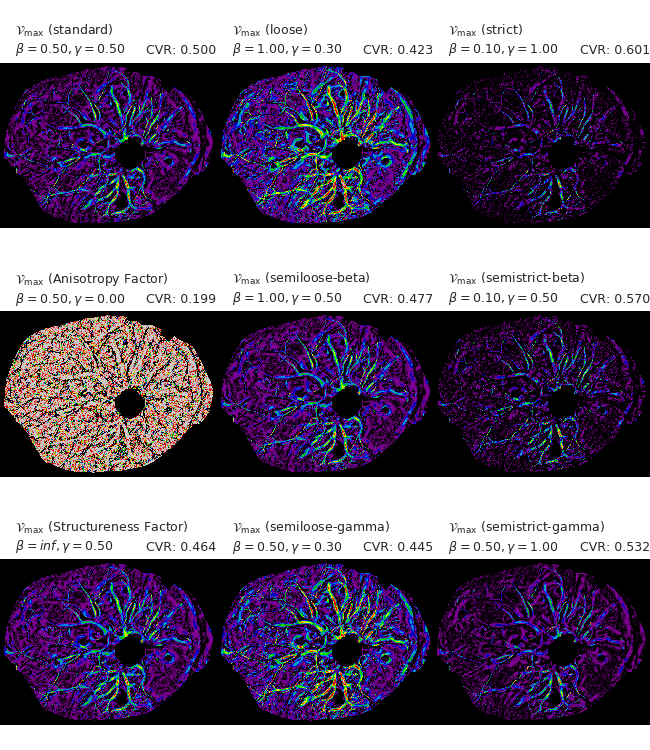 𝒱max (standard)
β = 0.50, γ = 0.50 CVR: 0.500
𝒱max (loose)
β = 1.00, γ = 0.30 CVR: 0.423
𝒱max (strict)
β = 0.10, γ = 1.00 CVR: 0.601
𝒱max (Anisotropy Factor)
β = 0.50, γ = 0.00 CVR: 0.199
𝒱max (semiloose-beta)
β = 1.00, γ = 0.50 CVR: 0.477
𝒱max (semistrict-beta)
β = 0.10, γ = 0.50 CVR: 0.570
𝒱max (Structureness Factor)
β = inf, γ = 0.50 CVR: 0.464
𝒱max (semiloose-gamma)
β = 0.50, γ = 0.30 CVR: 0.445
𝒱max (semistrict-gamma)
β = 0.50, γ = 1.00 CVR: 0.532